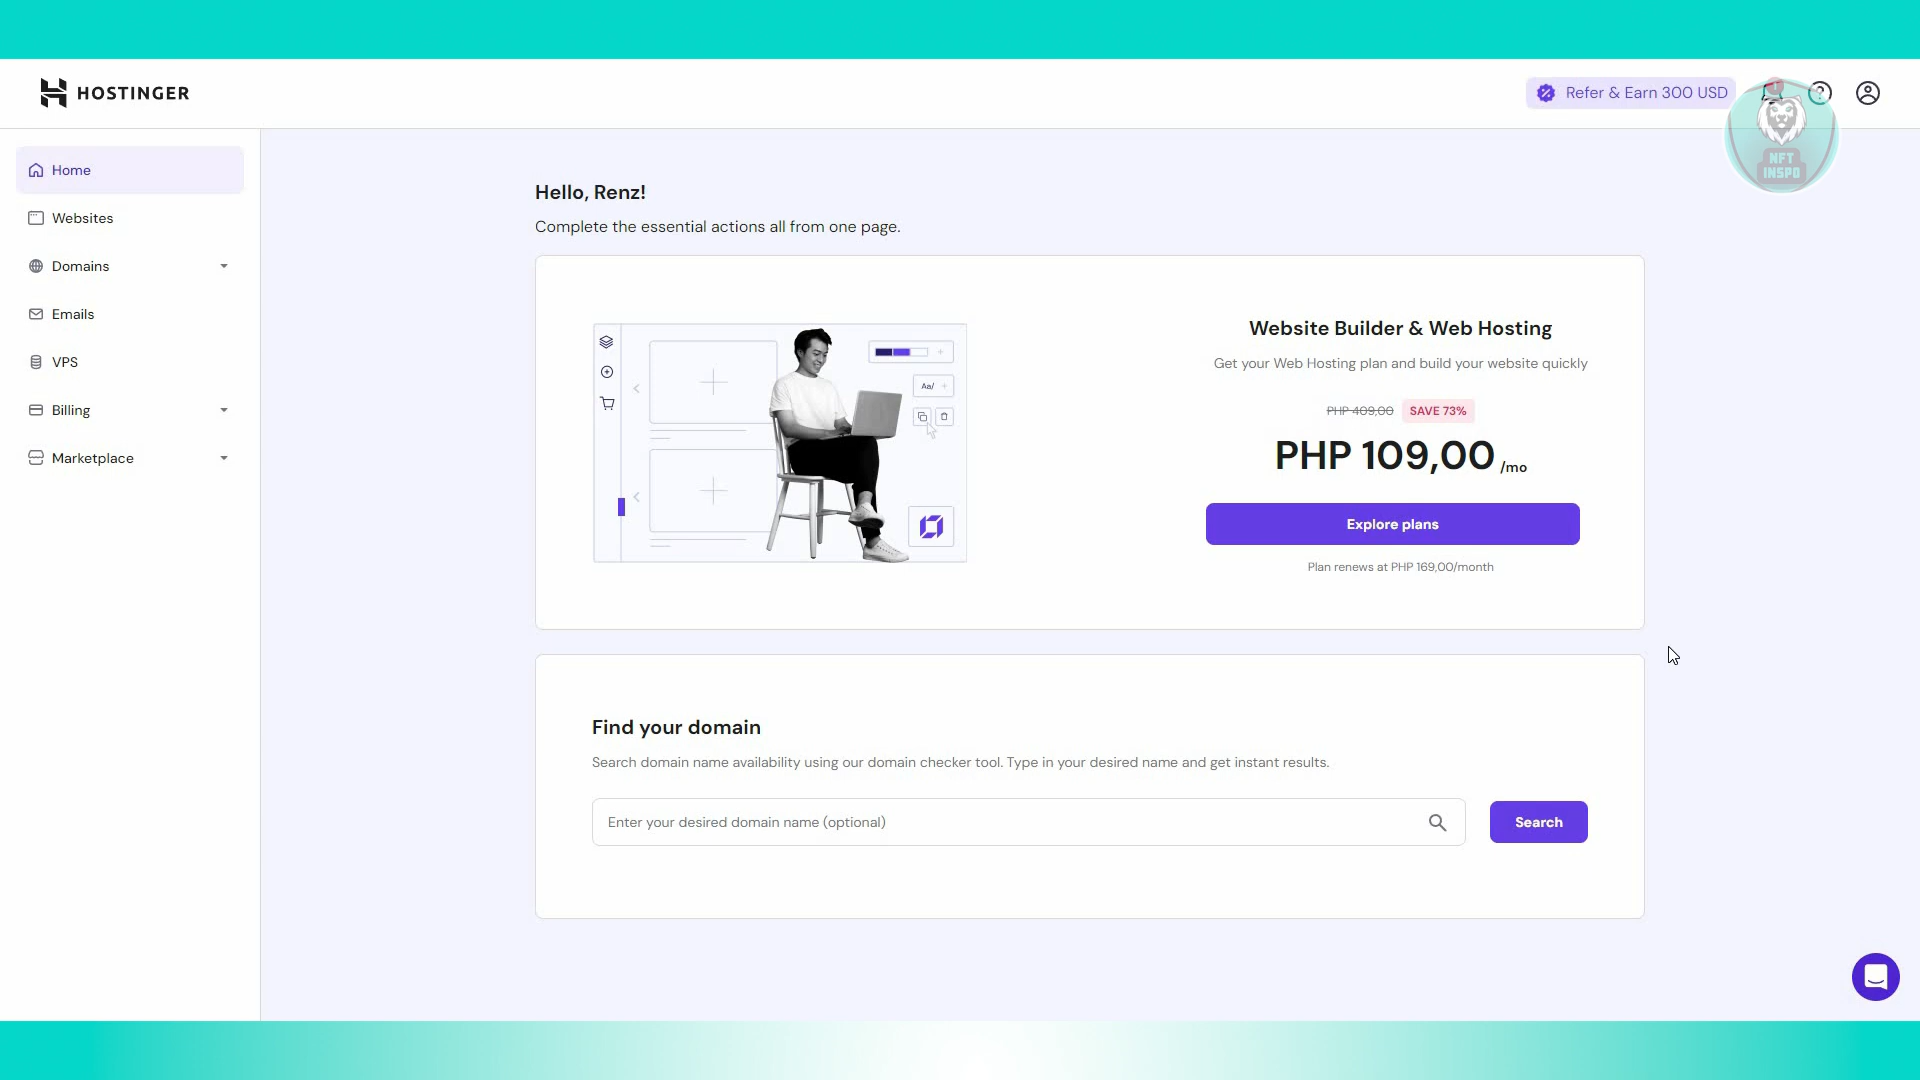 HOSTINGER
Refer & Earn 300 USD
1
NFT
INSPO
Home
Websites
Domains
Emails
VPS
Billing
Marketplace
Hello, Renz!
Complete the essential actions all from one page.
Aa/
Website Builder & Web Hosting
Get your Web Hosting plan and build your website quickly
PHP 409,00 SAVE 73%
PHP 109,00 /mo
Explore plans
Plan renews at PHP 169,00/month
Find your domain
Search domain name availability using our domain checker tool. Type in your desired name and get instant results.
Enter your desired domain name (optional)
Search